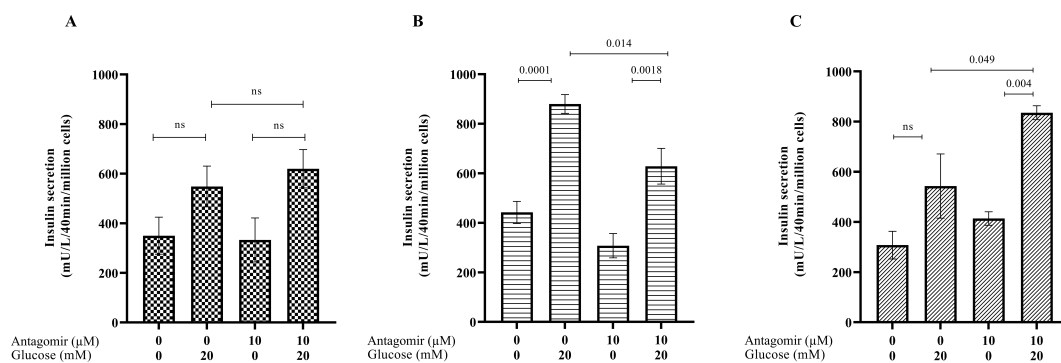 A
Insulin secretion
(mU/L/40min/million cells)
1000
800
600
400
200
0
ns
ns
ns
Antagomir (µM) 0 0 10 10
Glucose (mM) 0 20 0 20
B
Insulin secretion
(mU/L/40min/million cells)
1000
800
600
400
200
0
0.014
0.0001
0.0018
Antagomir (µM) 0 0 10 10
Glucose (mM) 0 20 0 20
C
Insulin secretion
(mU/L/40min/million cells)
1000
800
600
400
200
0
0.049
0.004
ns
Antagomir (µM) 0 0 10 10
Glucose (mM) 0 20 0 20